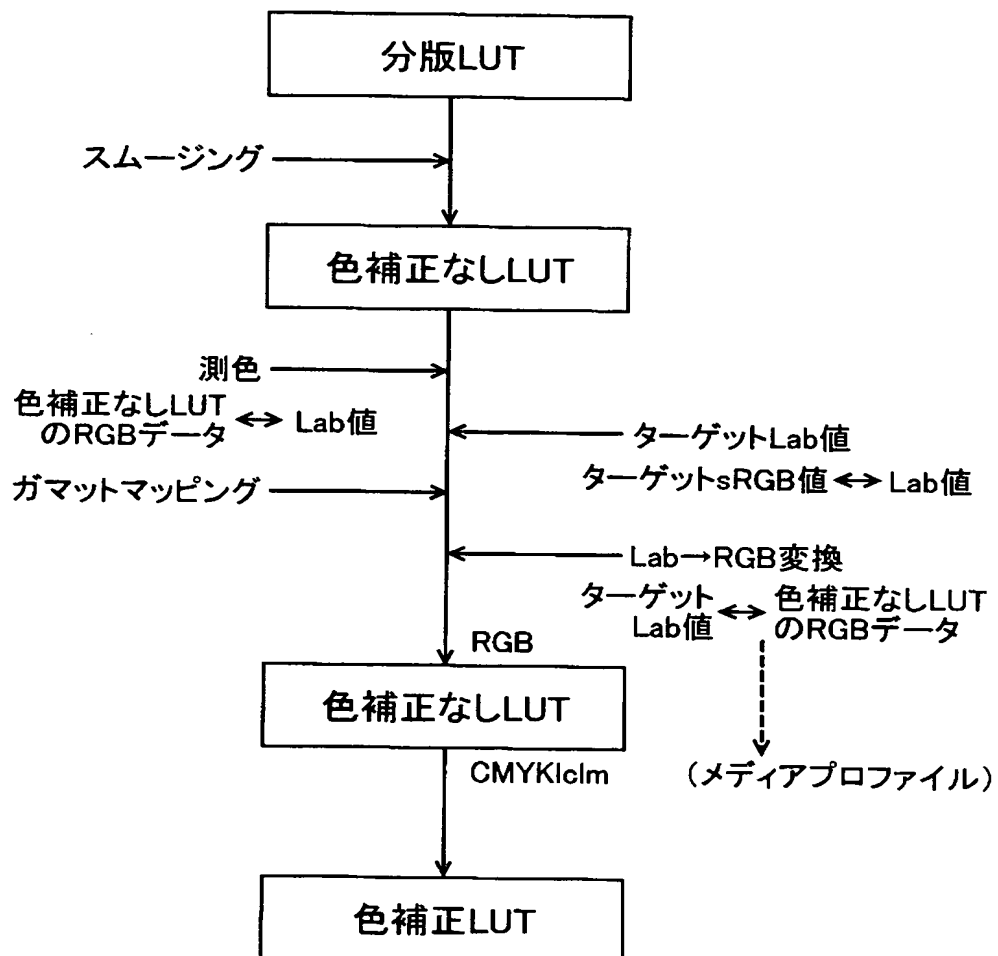 分版LUT
スムージング
色補正なしLUT
測色
色補正なしLUT
のRGBデータ
Lab値
ターゲットLab値
ターゲットsRGB値
Lab値
ガマットマッピング
Lab→RGB変換
ターゲット
Lab値
色補正なしLUT
のRGBデータ
RGB
色補正なしLUT
CMYKlclm
(メディアプロファイル)
色補正LUT